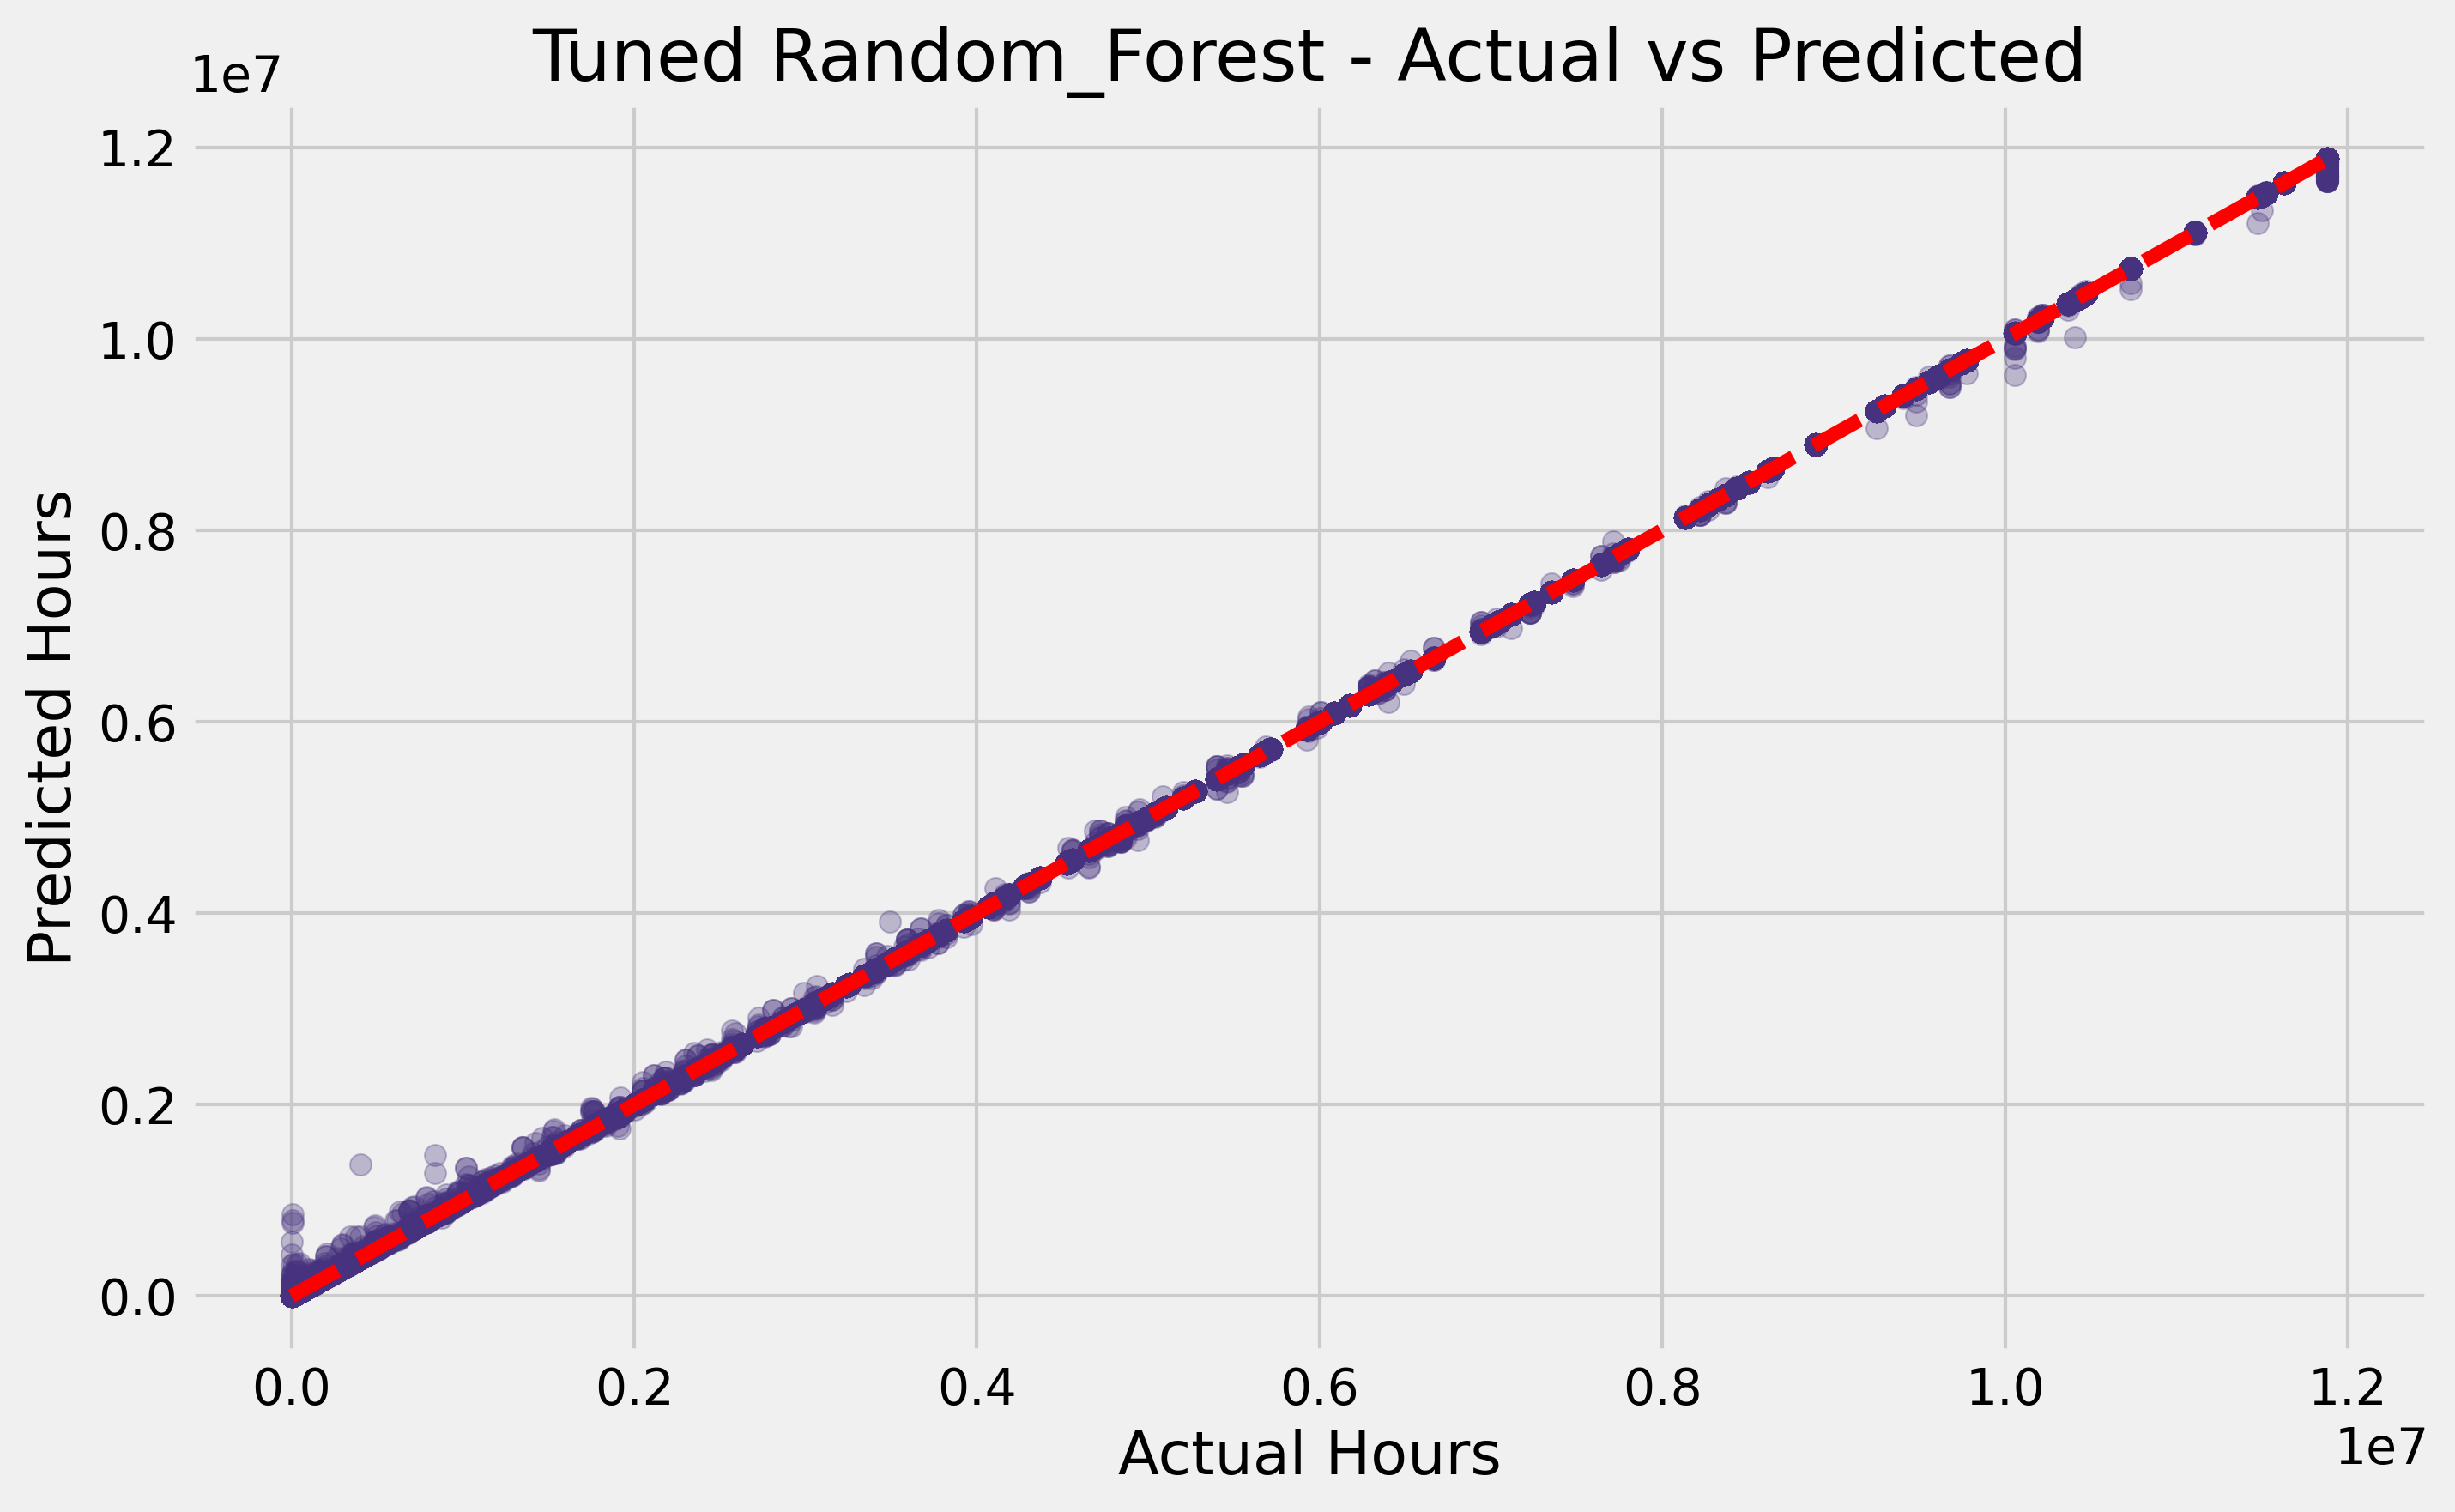 Tuned Random_Forest - Actual vs Predicted
1e7
1.2
1.0
0.8
0.6
0.4
0.2
0.0
Predicted Hours
0.0 0.2 0.4 0.6 0.8 1.0 1.2
1e7
Actual Hours